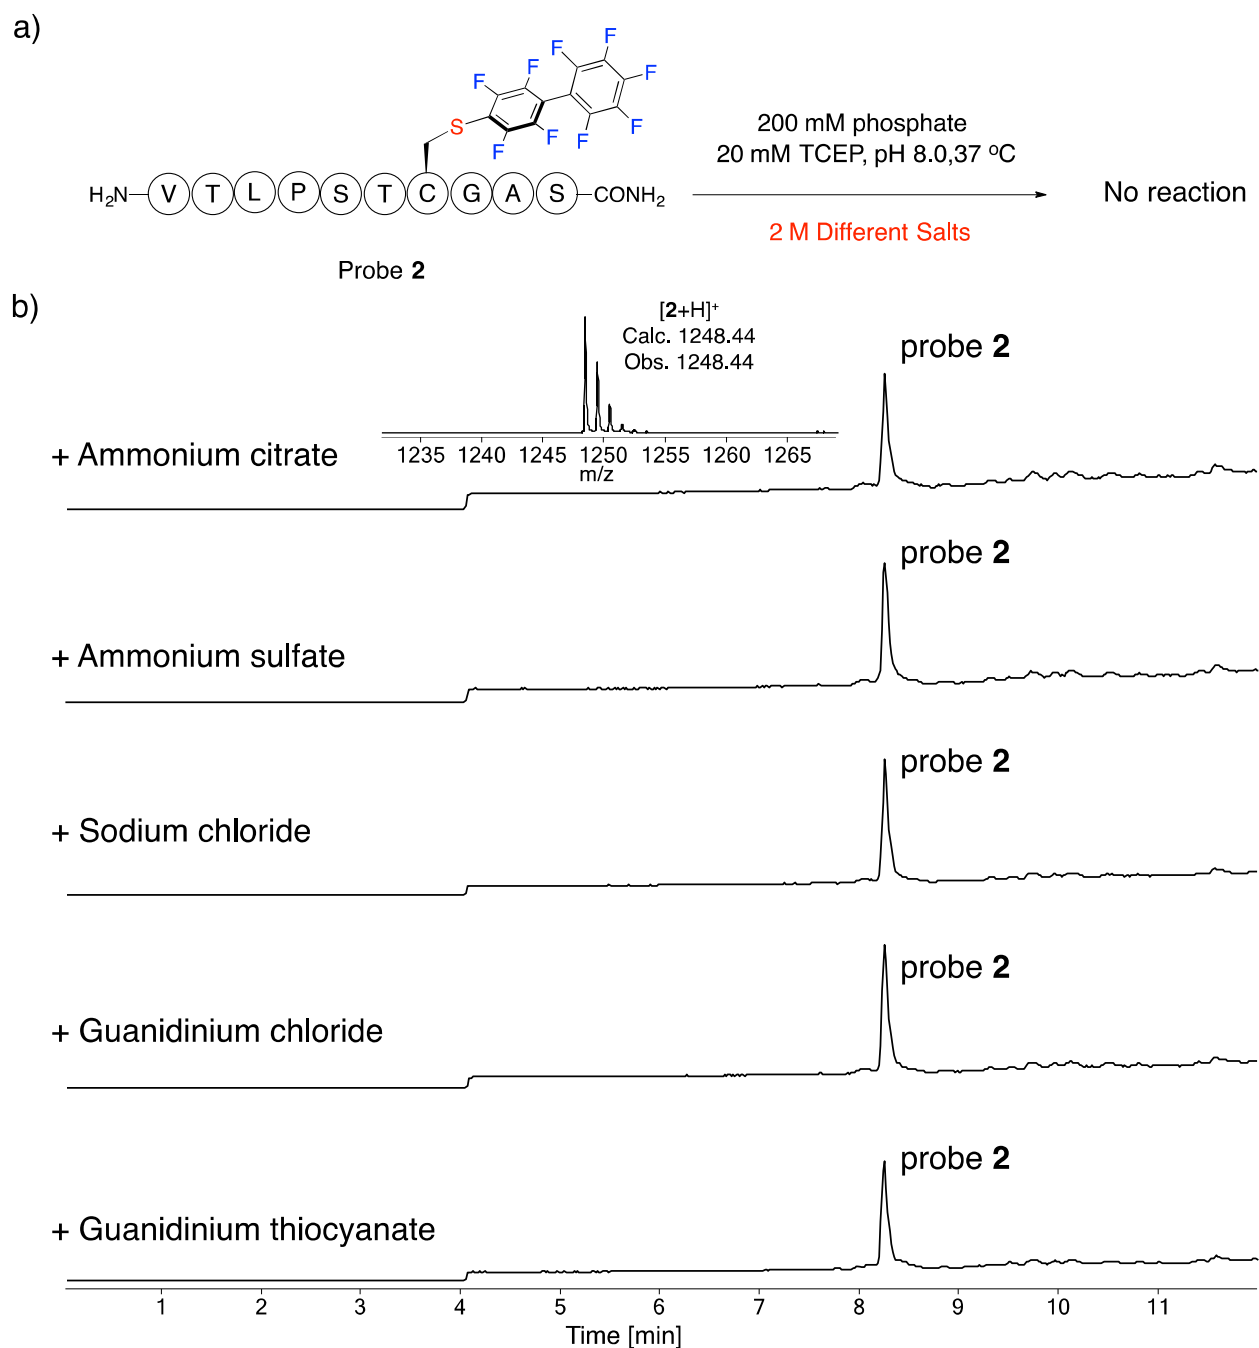 a)
F F F F F F F F F
S
H₂N V T L P S T C G A S CONH₂
Probe 2
200 mM phosphate
20 mM TCEP, pH 8.0,37 ºC
2 M Different Salts
No reaction
b)
[2+H]⁺
Calc. 1248.44
Obs. 1248.44
1235 1240 1245 1250 1255 1260 1265
m/z
+ Ammonium citrate
probe 2
+ Ammonium sulfate
probe 2
+ Sodium chloride
probe 2
+ Guanidinium chloride
probe 2
+ Guanidinium thiocyanate
probe 2
1 2 3 4 5 6 7 8 9 10 11
Time [min]